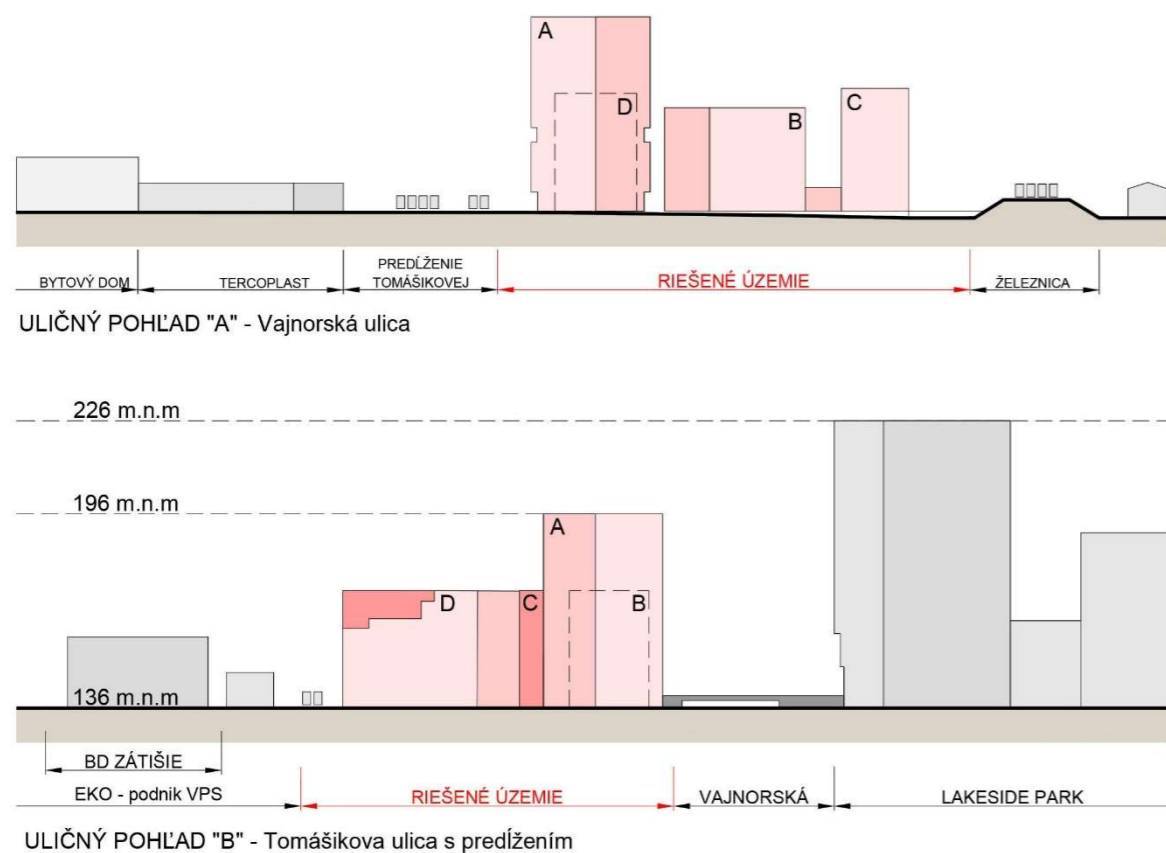 A
D
B
C
BYTOVÝ DOM
TERCOPLAST
PREDĹŽENIE
TOMÁŠIKOVEJ
RIEŠENÉ ÚZEMIE
ŽELEZNICA
ULIČNÝ POHĽAD "A" - Vajnorská ulica
226 m.n.m
196 m.n.m
A
D
C
B
136 m.n.m
BD ZÁTIŠIE
EKO - podnik VPS
RIEŠENÉ ÚZEMIE
VAJNORSKÁ
LAKESIDE PARK
ULIČNÝ POHĽAD "B" - Tomášikova ulica s predĺžením